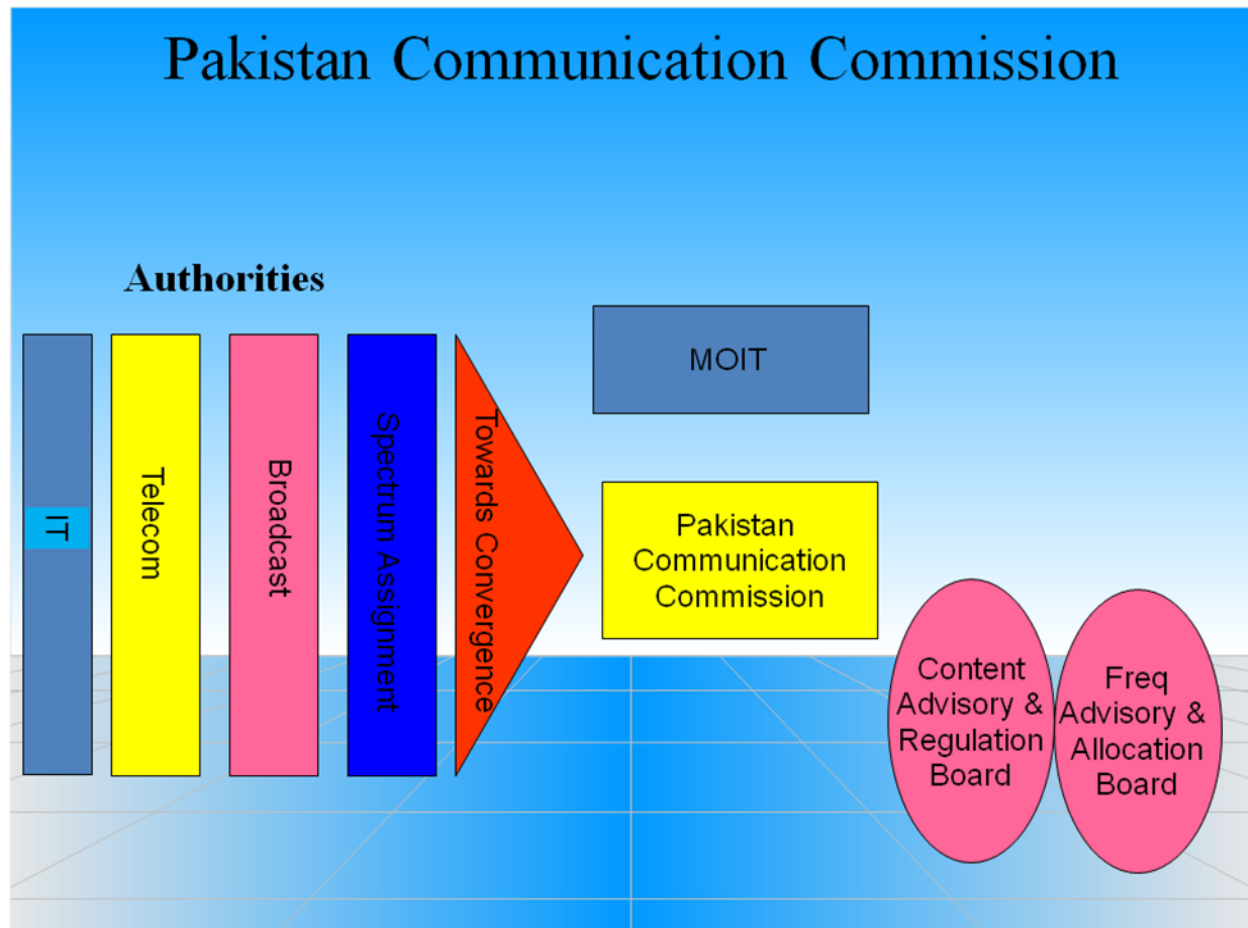 Pakistan Communication Commission
Authorities
IT
Telecom
Broadcast
Spectrum Assignment
Towards Convergence
MOIT
Pakistan
Communication
Commission
Content
Advisory &
Regulation
Board
Freq
Advisory &
Allocation
Board